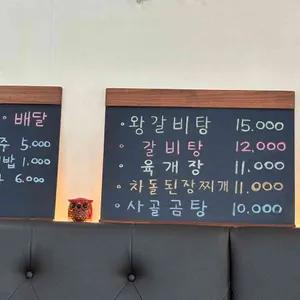 · 배달
주 5.000
밥 1.000
6.000
· 왕갈비탕 15.000
갈비탕 12,000
· 육개장 11.000
· 차돌된장찌개 11.000
· 사골곰탕 10.000